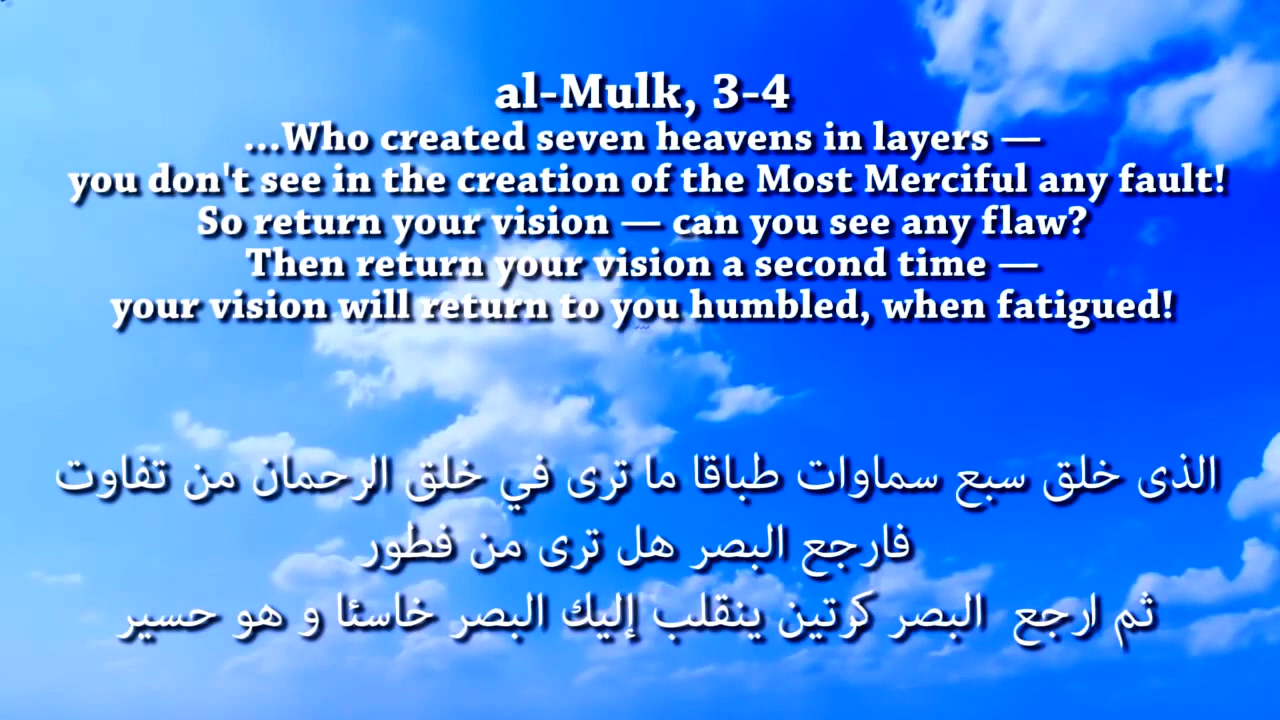 al-Mulk, 3-4
...Who created seven heavens in layers —
you don't see in the creation of the Most Merciful any fault!
So return your vision — can you see any flaw?
Then return your vision a second time —
your vision will return to you humbled, when fatigued!
الذى خلق سبع سماوات طباقا ما ترى في خلق الرحمان من تفاوت
فارجع البصر هل ترى من فطور
ثم ارجع البصر كرتين ينقلب إليك البصر خاسئا و هو حسير